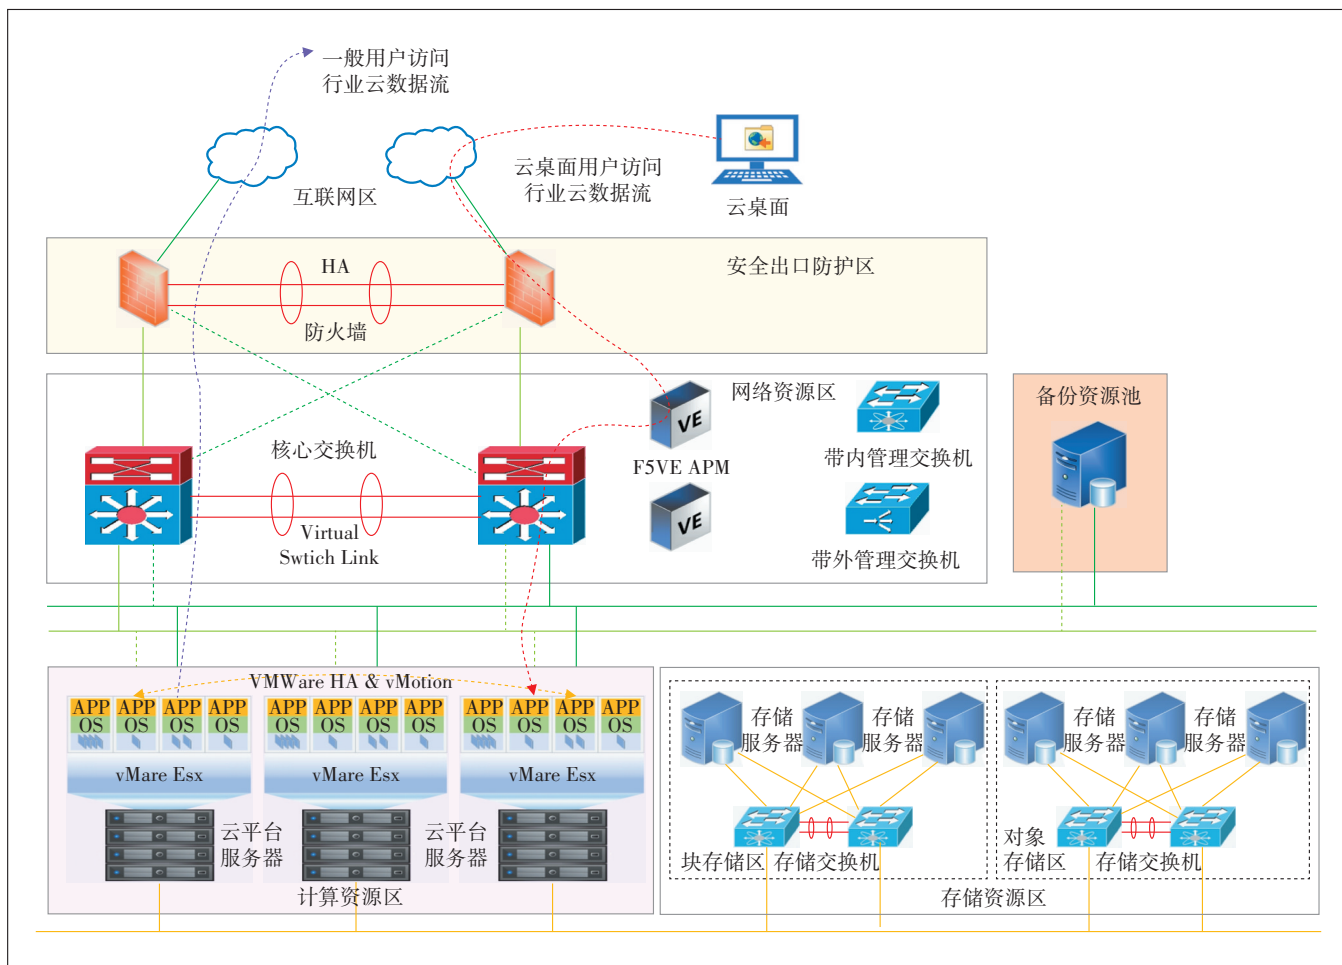 一般用户访问
行业云数据流
云桌面用户访问
行业云数据流
云桌面
互联网区
安全出口防护区
HA
防火墙
网络资源区
核心交换机
Virtual
Swtich Link
VE
F5VE APM
VE
带内管理交换机
带外管理交换机
备份资源池
VMWare HA & vMotion
APP APP APP APP
OS OS OS OS
APP APP APP APP
OS OS OS OS
APP APP APP APP
OS OS OS OS
vMare Esx
vMare Esx
vMare Esx
云平台
服务器
云平台
服务器
计算资源区
存储
服务器
存储
服务器
块存储区
存储交换机
存储
服务器
存储
服务器
对象
存储区
存储交换机
存储资源区